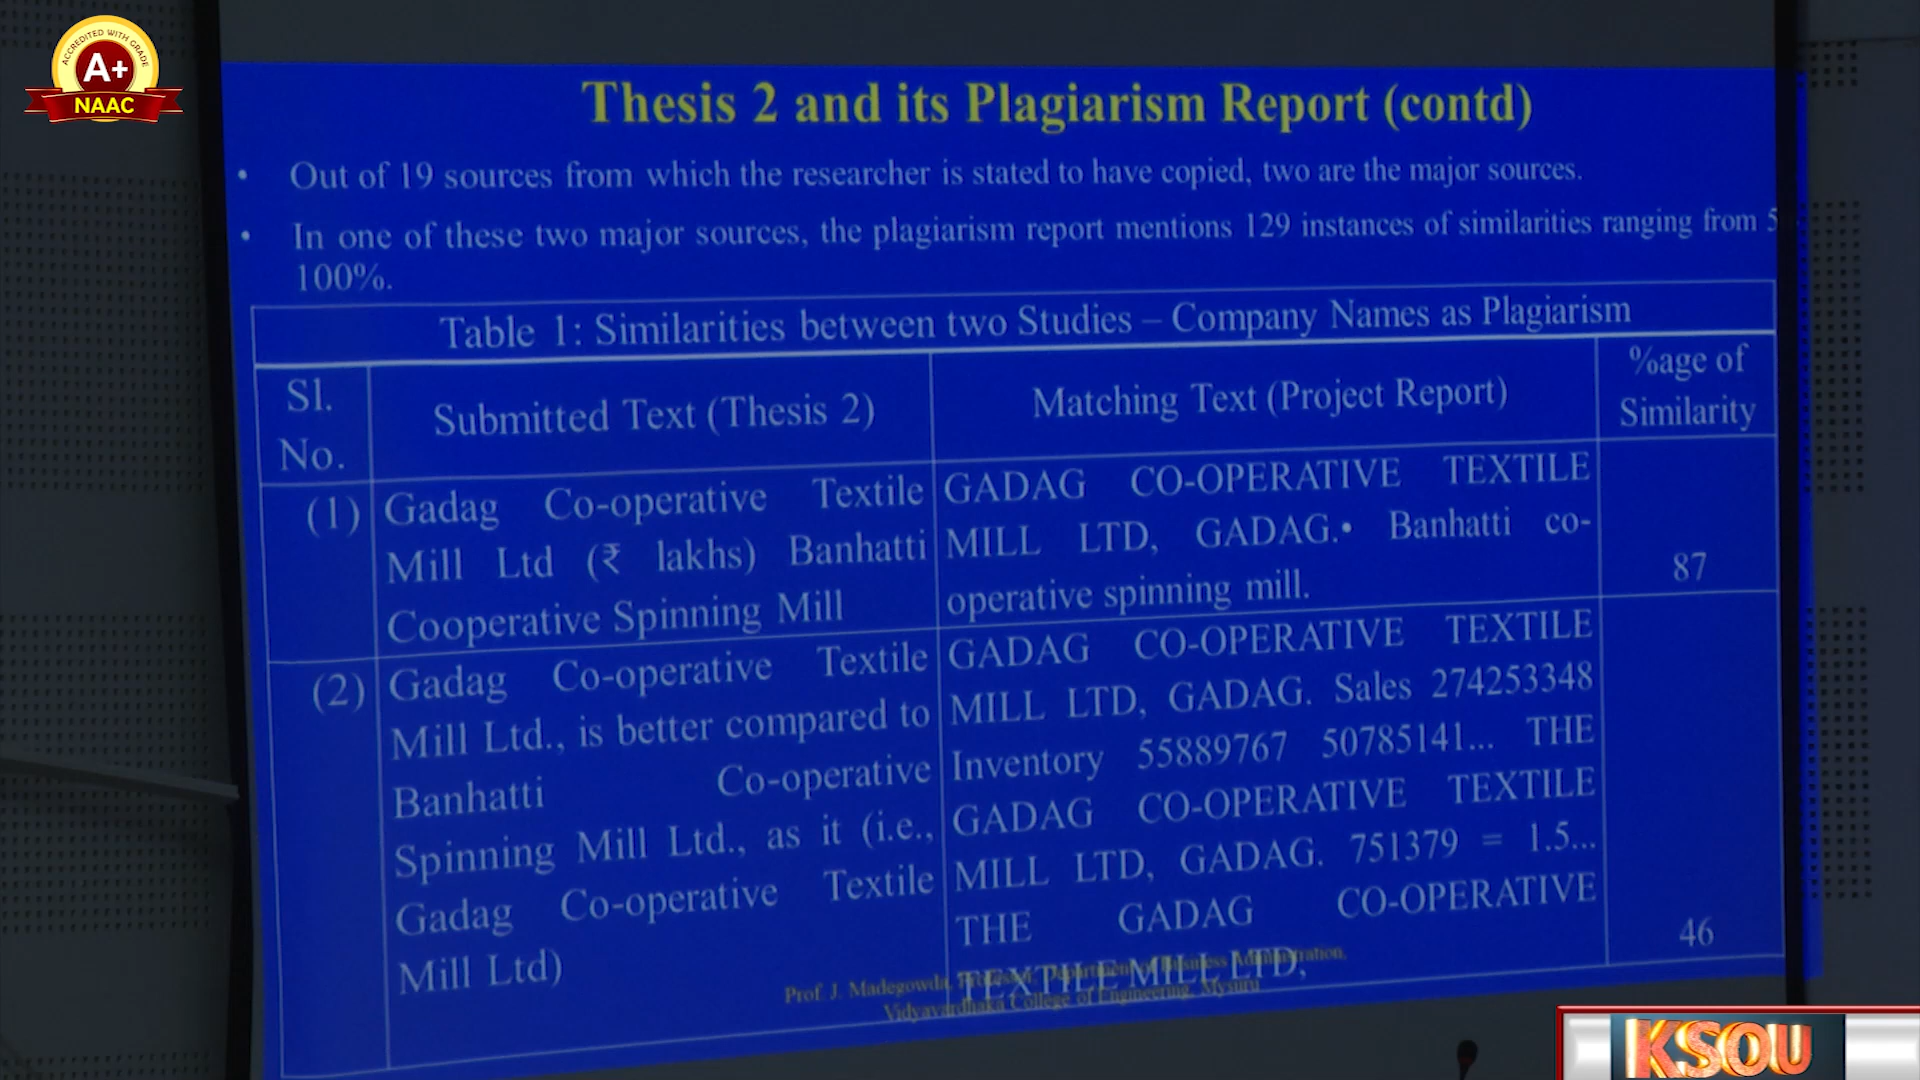 ACCREDITED WITH GRADE
A+
NAAC
Thesis 2 and its Plagiarism Report (contd)
• Out of 19 sources from which the researcher is stated to have copied, two are the major sources.
• In one of these two major sources, the plagiarism report mentions 129 instances of similarities ranging from
100%.
Table 1: Similarities between two Studies – Company Names as Plagiarism
Sl.
No.
Submitted Text (Thesis 2)
Matching Text (Project Report)
%age of
Similarity
(1)
Gadag Co-operative Textile
Mill Ltd (₹ lakhs) Banhatti
Cooperative Spinning Mill
GADAG CO-OPERATIVE TEXTILE
MILL LTD, GADAG.• Banhatti co-
operative spinning mill.
87
(2)
Gadag Co-operative Textile
Mill Ltd., is better compared to
Banhatti Co-operative
Spinning Mill Ltd., as it (i.e.,
Gadag Co-operative Textile
Mill Ltd)
GADAG CO-OPERATIVE TEXTILE
MILL LTD, GADAG. Sales 274253348
Inventory 55889767 50785141... THE
GADAG CO-OPERATIVE TEXTILE
MILL LTD, GADAG. 751379 = 1.5...
THE GADAG CO-OPERATIVE
TEXTILE MILL LTD,
46
Prof. J. Madegowda, Professor, Department of Business Administration,
Vidyavardhaka College of Engineering, Mysuru
KSOU